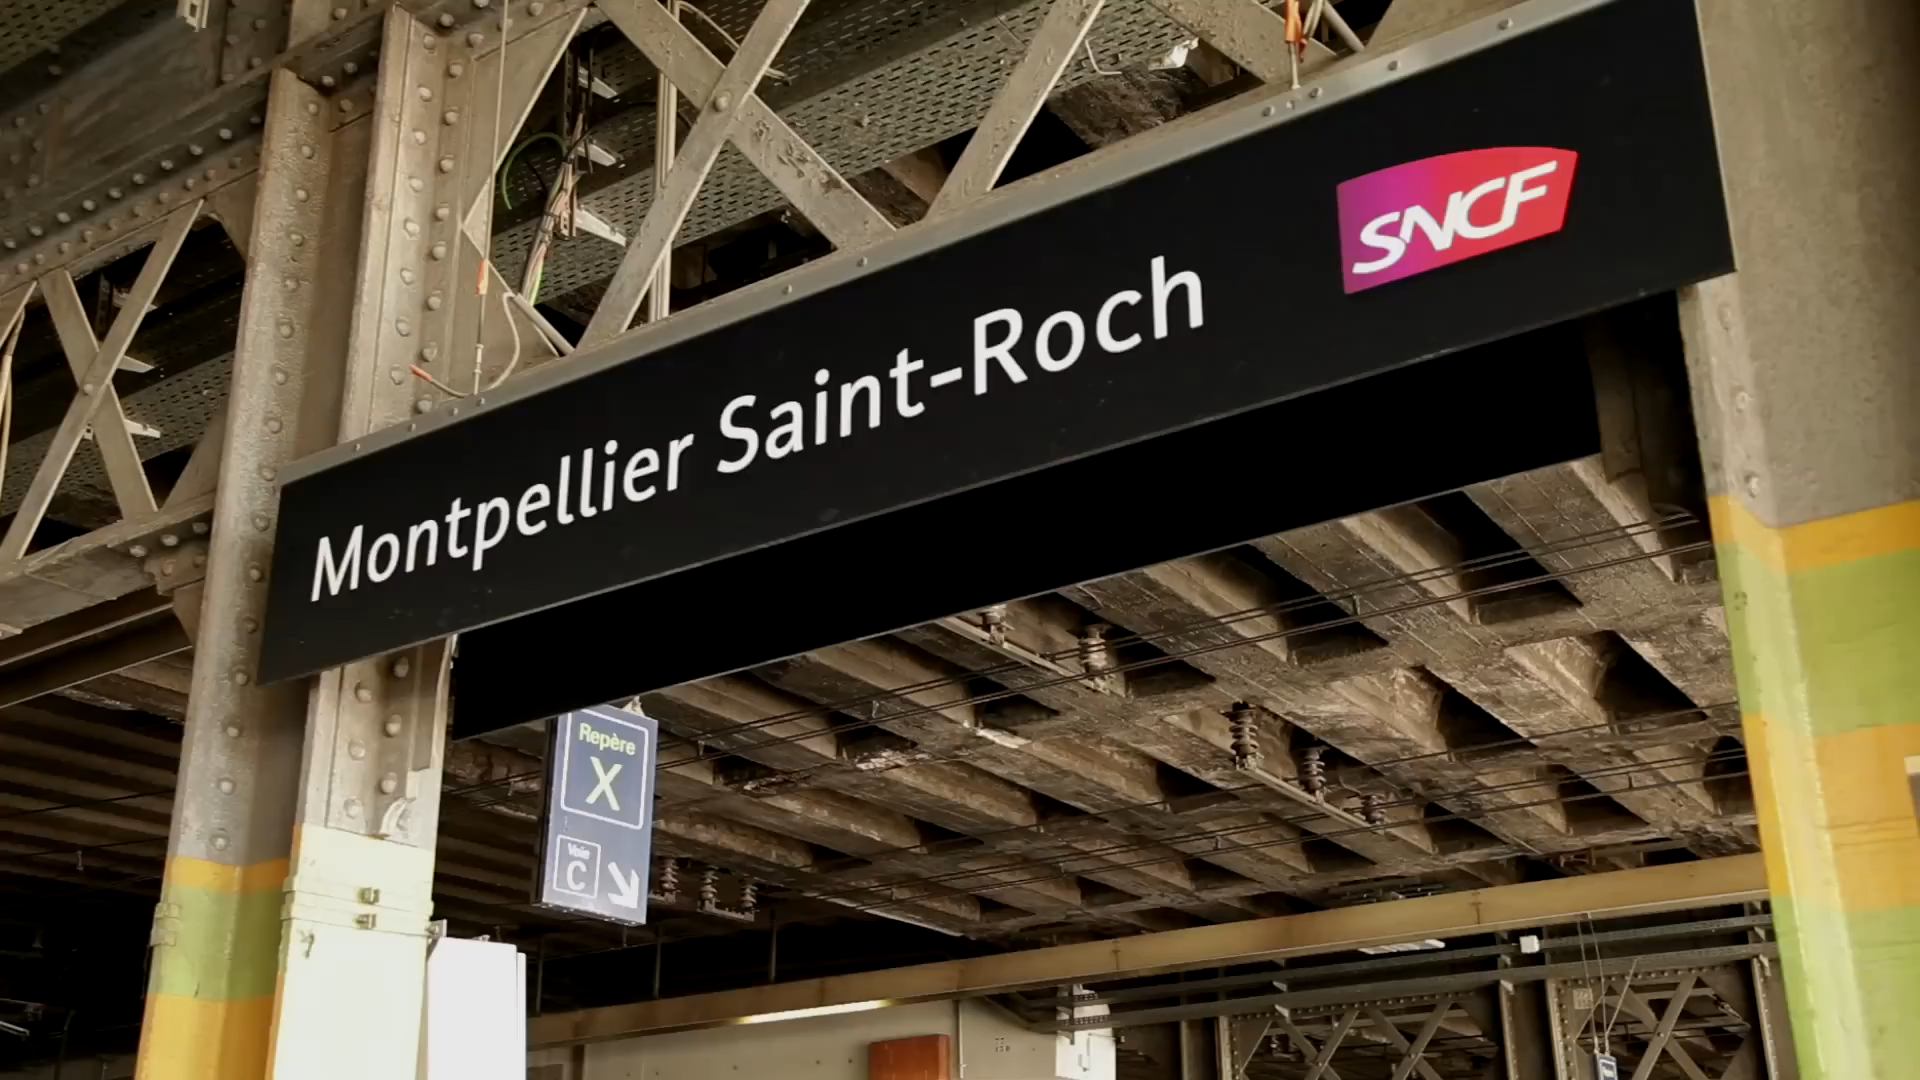 Montpellier Saint-Roch
SNCF
Repère
X
Voie
C